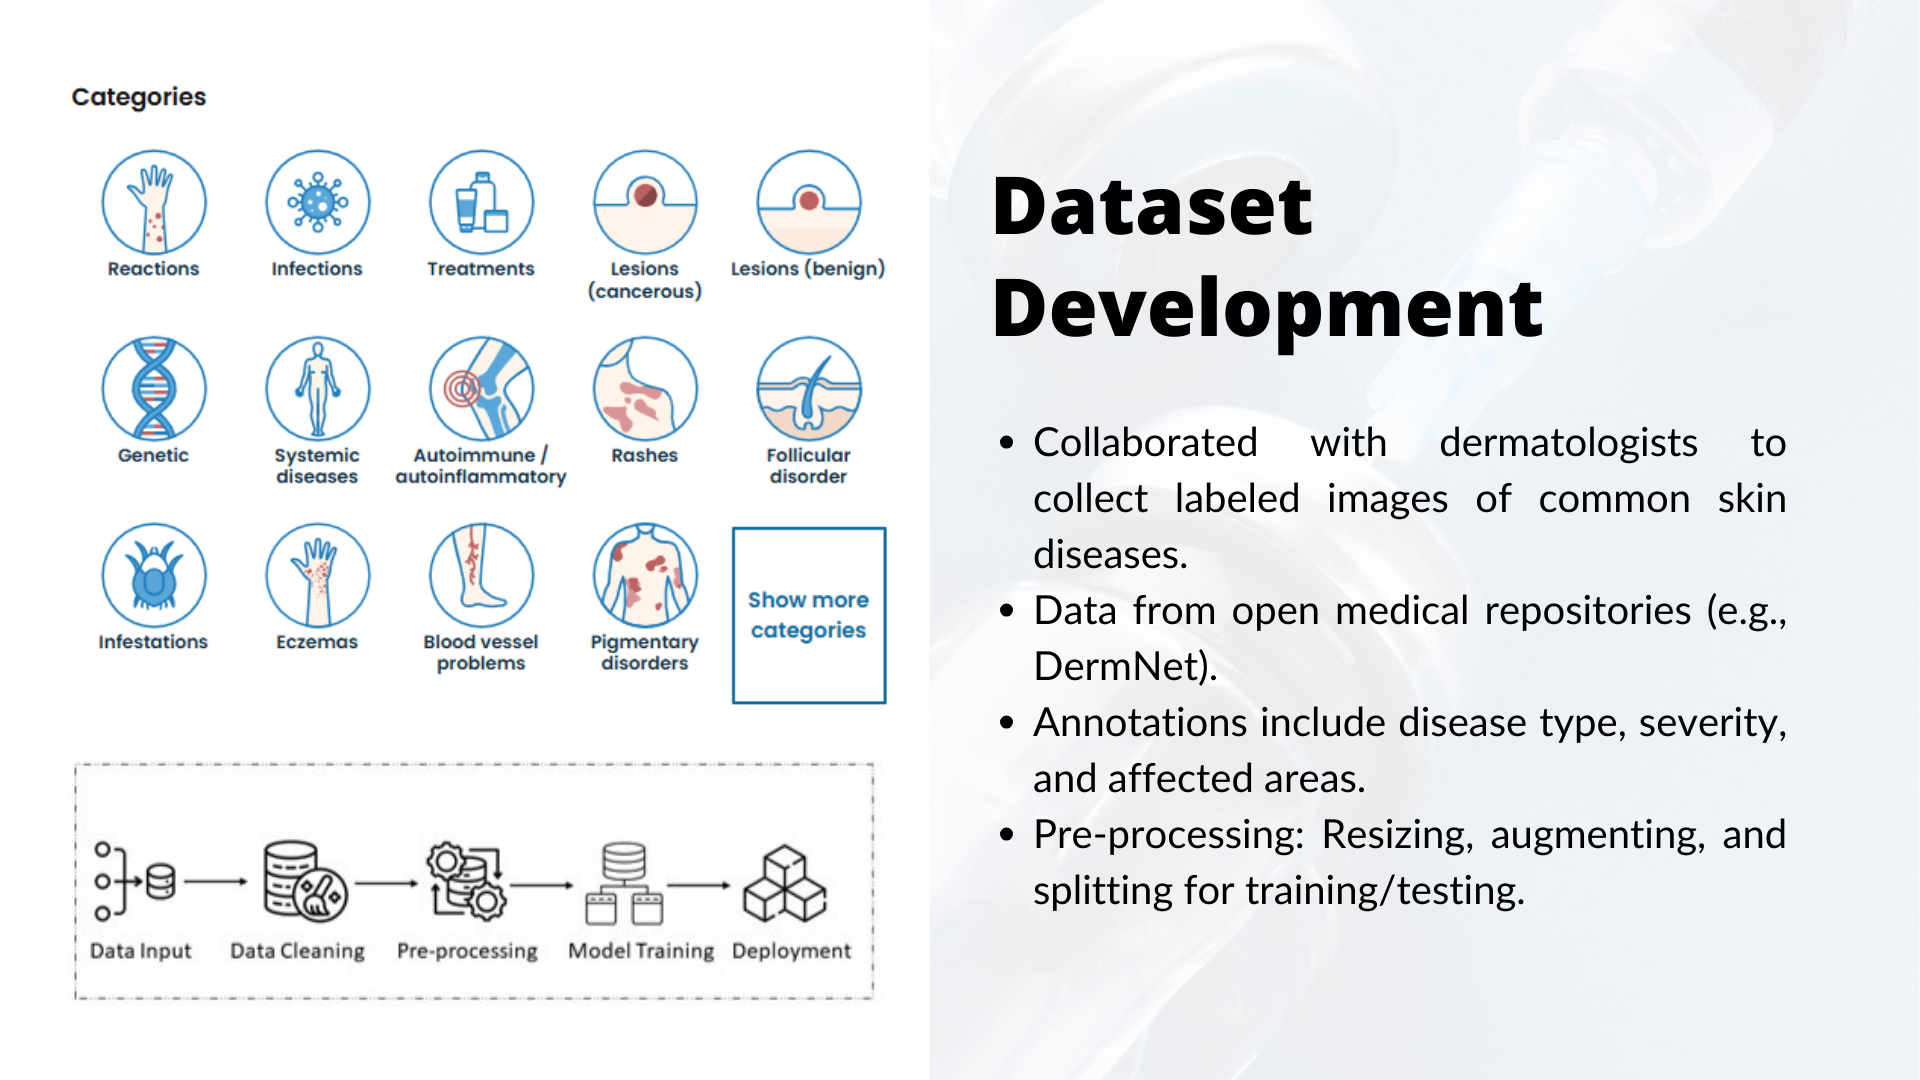 Categories
Reactions
Infections
Treatments
Lesions
(cancerous)
Lesions (benign)
Genetic
Systemic
diseases
Autoimmune /
autoinflammatory
Rashes
Follicular
disorder
Infestations
Eczemas
Blood vessel
problems
Pigmentary
disorders
Show more
categories
Data Input
Data Cleaning
Pre-processing
Model Training
Deployment
Dataset
Development
• Collaborated with dermatologists to
collect labeled images of common skin
diseases.
• Data from open medical repositories (e.g.,
DermNet).
• Annotations include disease type, severity,
and affected areas.
• Pre-processing: Resizing, augmenting, and
splitting for training/testing.